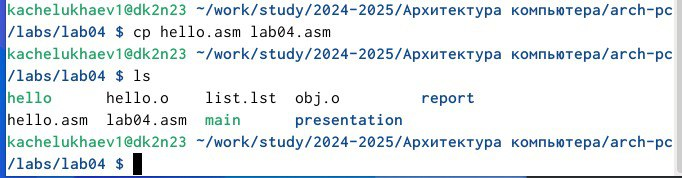 kachelukhaev1@dk2n23 ~/work/study/2024-2025/Архитектура компьютера/arch-pc
/labs/lab04 $ cp hello.asm lab04.asm
kachelukhaev1@dk2n23 ~/work/study/2024-2025/Архитектура компьютера/arch-pc
/labs/lab04 $ ls
hello hello.o list.lst obj.o report
hello.asm lab04.asm main presentation
kachelukhaev1@dk2n23 ~/work/study/2024-2025/Архитектура компьютера/arch-pc
/labs/lab04 $